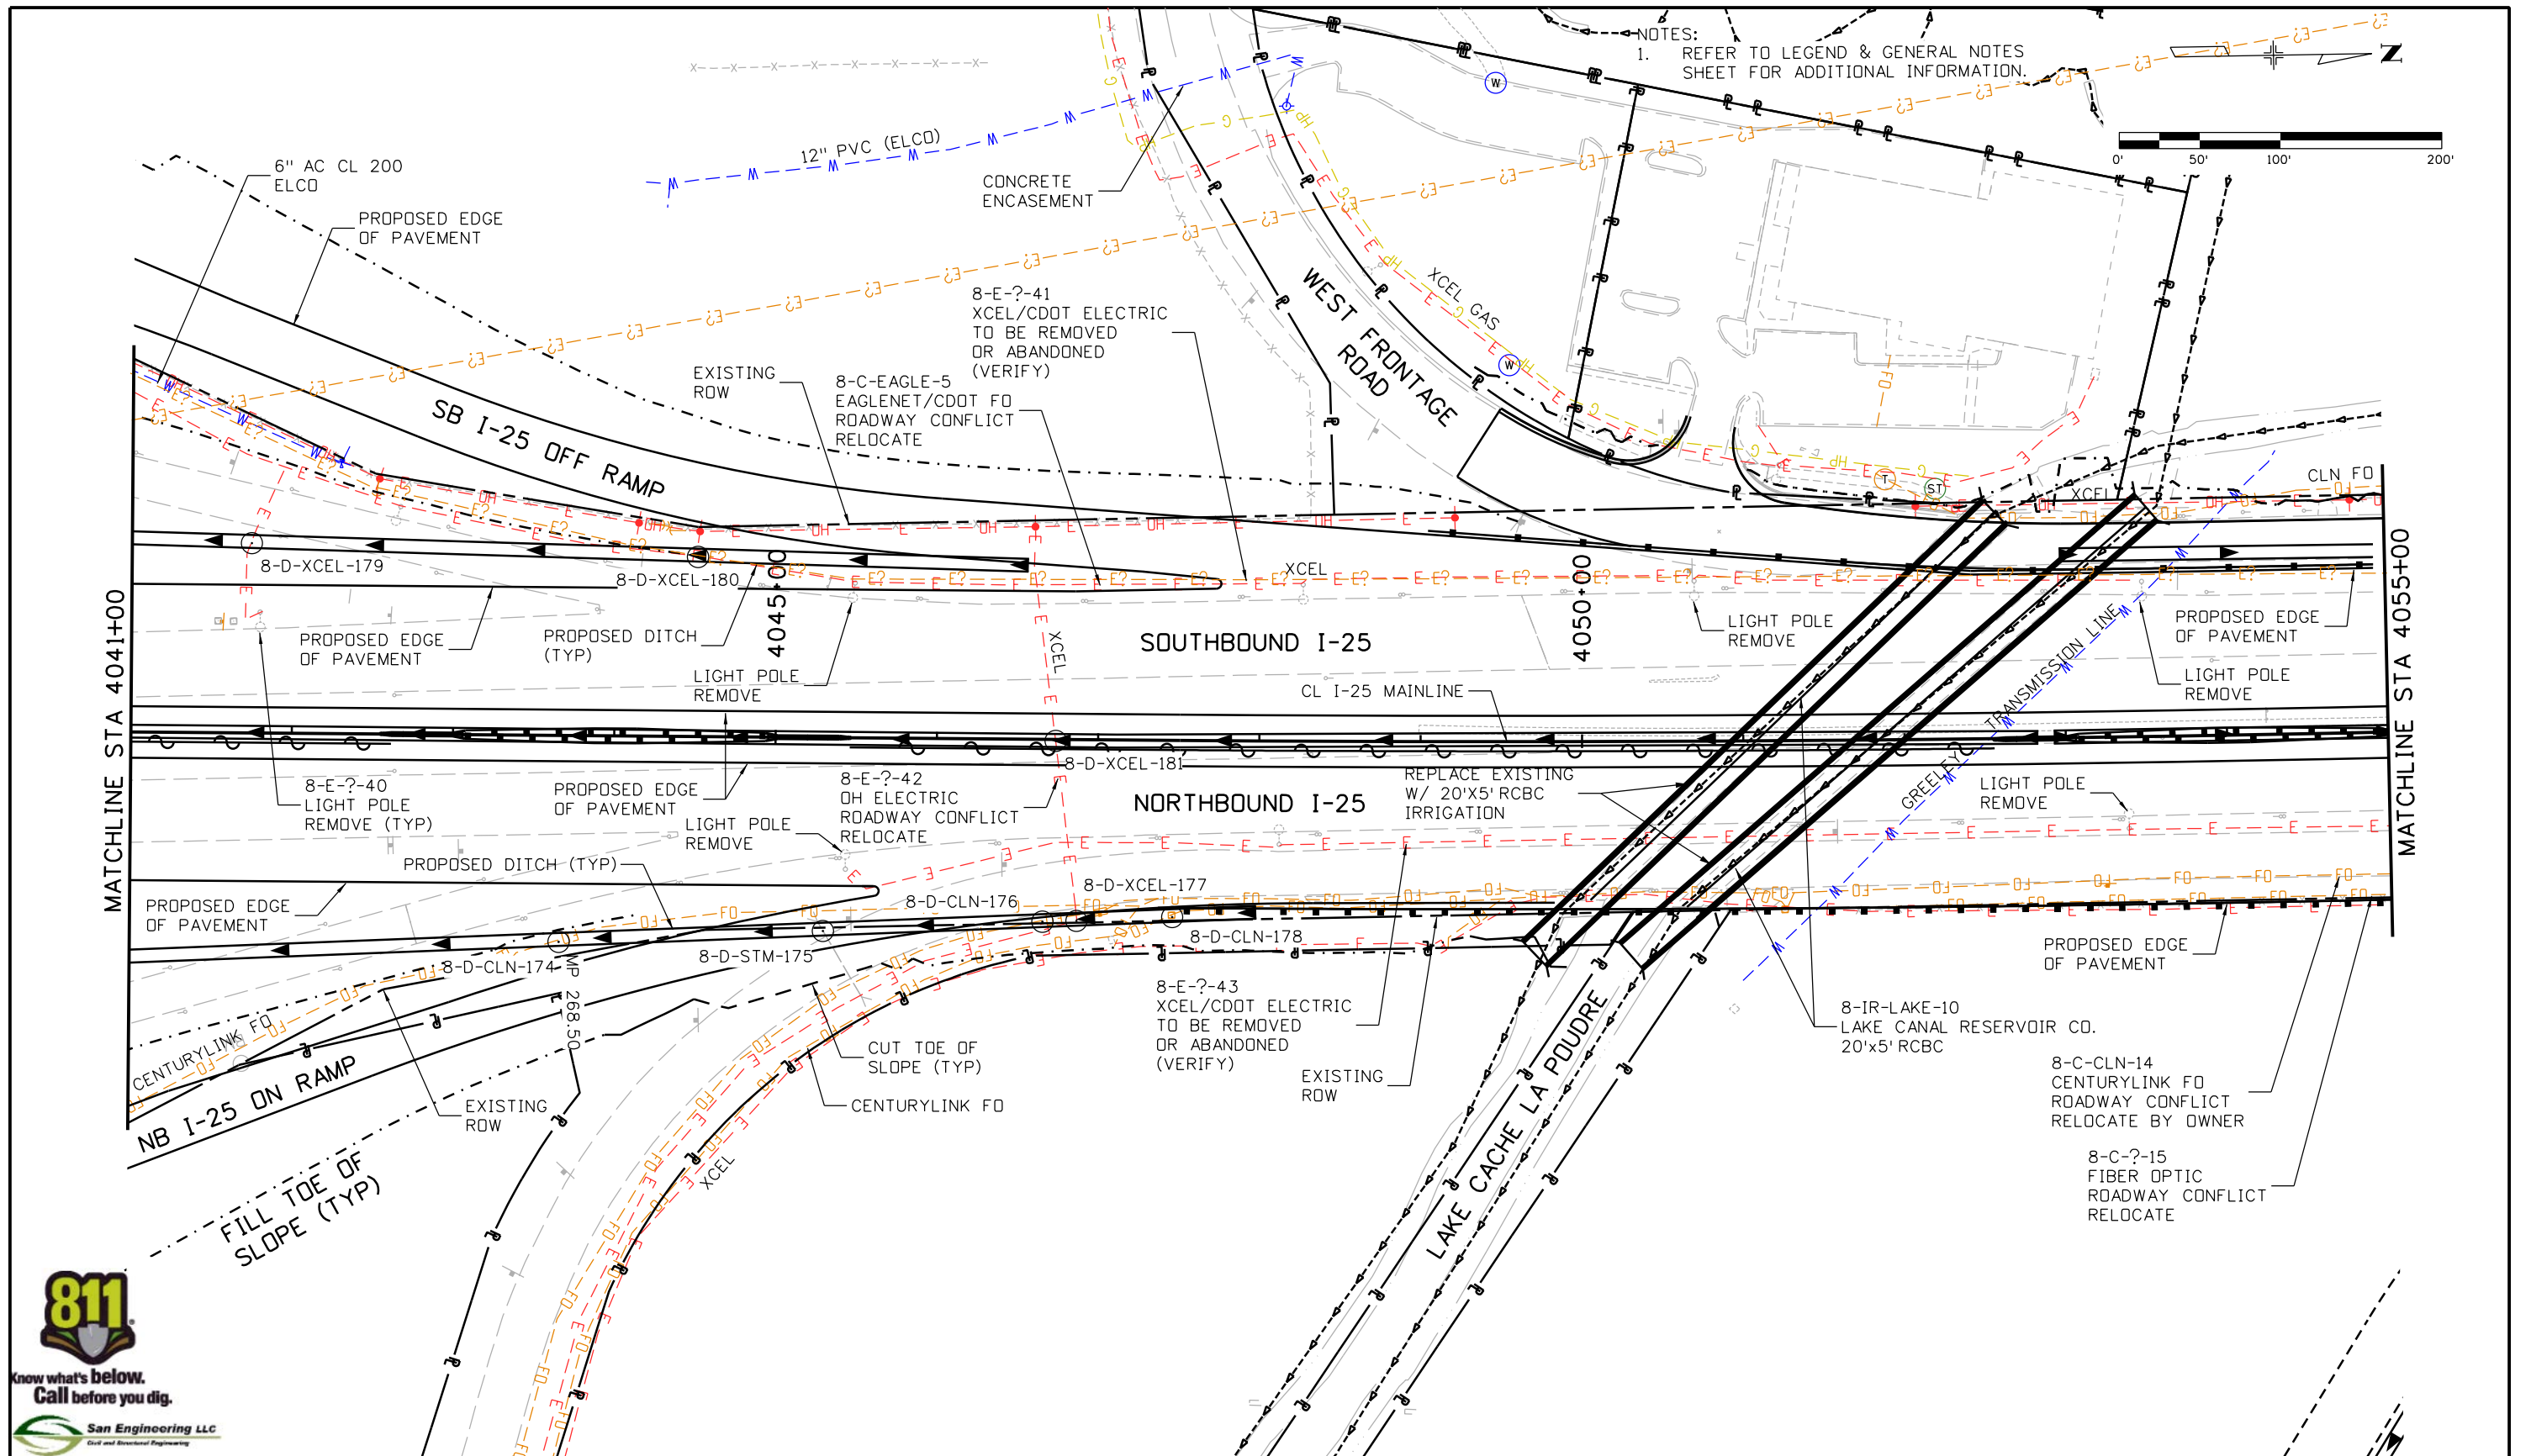 NOTES:
1. REFER TO LEGEND & GENERAL NOTES
SHEET FOR ADDITIONAL INFORMATION.
N
0' 50' 100' 200'
6" AC CL 200
ELCO
PROPOSED EDGE
OF PAVEMENT
12" PVC (ELCO)
CONCRETE
ENCASEMENT
8-E-?-41
XCEL/CDOT ELECTRIC
TO BE REMOVED
OR ABANDONED
(VERIFY)
EXISTING
ROW
8-C-EAGLE-5
EAGLENET/CDOT FO
ROADWAY CONFLICT
RELOCATE
WEST FRONTAGE
ROAD
XCEL GAS
SB I-25 OFF RAMP
XCEL
CLN FO
T
ST
W
W
FO
8-D-XCEL-179
8-D-XCEL-180
4045+00
XCEL
4050+00
MATCHLINE STA 4041+00
MATCHLINE STA 4055+00
PROPOSED EDGE
OF PAVEMENT
PROPOSED DITCH
(TYP)
LIGHT POLE
REMOVE
XCEL
SOUTHBOUND I-25
CL I-25 MAINLINE
LIGHT POLE
REMOVE
PROPOSED EDGE
OF PAVEMENT
LIGHT POLE
REMOVE
GREELEY TRANSMISSION LINE
8-D-XCEL-181
8-E-?-40
LIGHT POLE
REMOVE (TYP)
PROPOSED EDGE
OF PAVEMENT
8-E-?-42
OH ELECTRIC
ROADWAY CONFLICT
RELOCATE
LIGHT POLE
REMOVE
NORTHBOUND I-25
REPLACE EXISTING
W/ 20'X5' RCBC
IRRIGATION
LIGHT POLE
REMOVE
PROPOSED DITCH (TYP)
PROPOSED EDGE
OF PAVEMENT
8-D-CLN-176
8-D-XCEL-177
8-D-CLN-178
8-D-STM-175
8-D-CLN-174
MP 268.50
CENTURYLINK FO
NB I-25 ON RAMP
EXISTING
ROW
CUT TOE OF
SLOPE (TYP)
CENTURYLINK FO
XCEL
8-E-?-43
XCEL/CDOT ELECTRIC
TO BE REMOVED
OR ABANDONED
(VERIFY)
EXISTING
ROW
PROPOSED EDGE
OF PAVEMENT
8-IR-LAKE-10
LAKE CANAL RESERVOIR CO.
20'x5' RCBC
8-C-CLN-14
CENTURYLINK FO
ROADWAY CONFLICT
RELOCATE BY OWNER
8-C-?-15
FIBER OPTIC
ROADWAY CONFLICT
RELOCATE
LAKE CACHE LA POUDRE
FILL TOE OF
SLOPE (TYP)
811
Know what's below.
Call before you dig.
San Engineering LLC
Civil and Structural Engineering